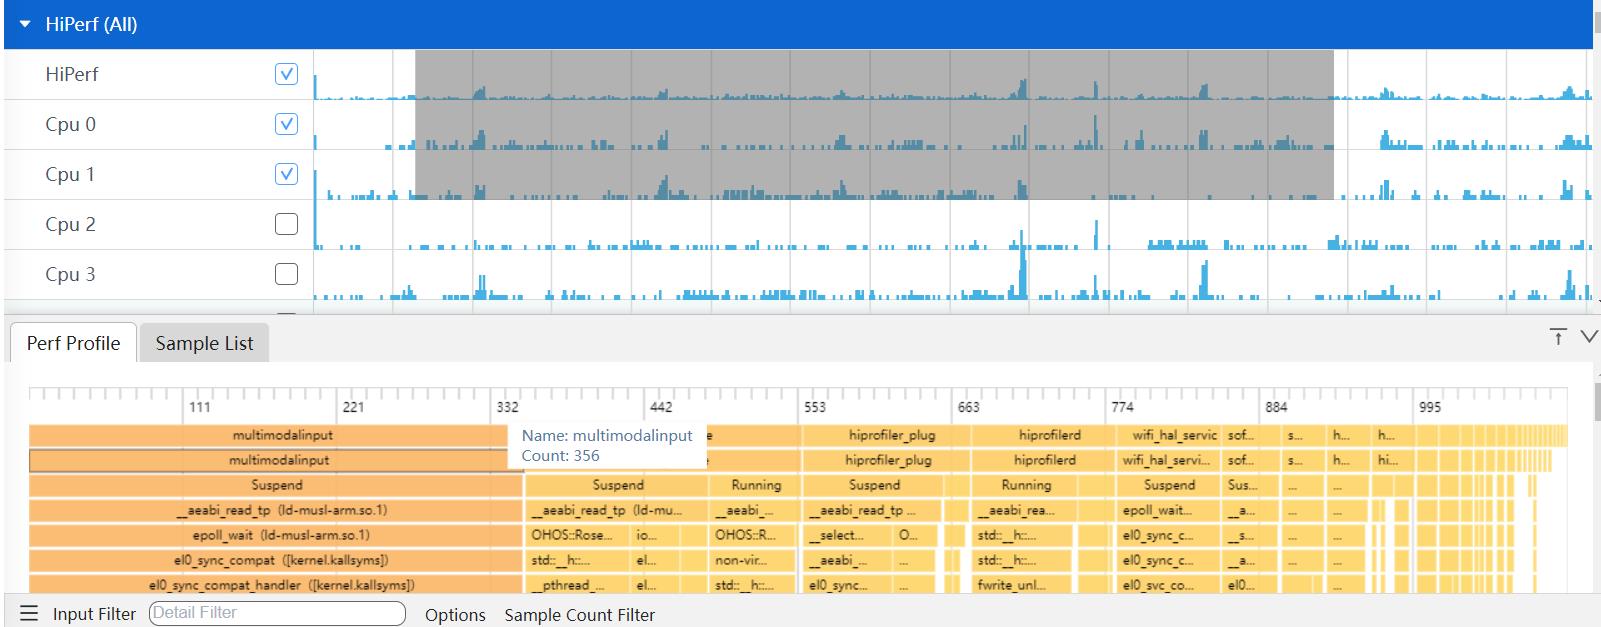 HiPerf (All)
HiPerf
Cpu 0
Cpu 1
Cpu 2
Cpu 3
Perf Profile Sample List
111 221 332 442 553 663 774 884 995
multimodalinput e hiprofiler_plug hiprofilerd wifi_hal_servic sof... s... h... h...
Name: multimodalinput
Count: 356
multimodalinput e hiprofiler_plug hiprofilerd wifi_hal_servi... sof... s... h... hi...
Suspend Suspend Running Suspend Running Suspend Sus... ... ...
__aeabi_read_tp (ld-musl-arm.so.1) __aeabi_read_tp (ld-mu... __aeabi_... __aeabi_read_tp ... __aeabi_rea... epoll_wait... __a... ... ...
epoll_wait (ld-musl-arm.so.1) OHOS::Rose... io... OHOS::R... __select... O... std::__h:... el0_sync_c... __s... ... ...
el0_sync_compat ([kernel.kallsyms]) std::__h:... el... non-vir... __aeabi_... ... std::__h:... el0_sync_c... __a... ... ...
el0_sync_compat_handler ([kernel.kallsyms]) __pthread_... el... std::__h:... el0_sync... ... fwrite_unl... el0_svc_co... el0... ... ...
Input Filter Detail Filter Options Sample Count Filter